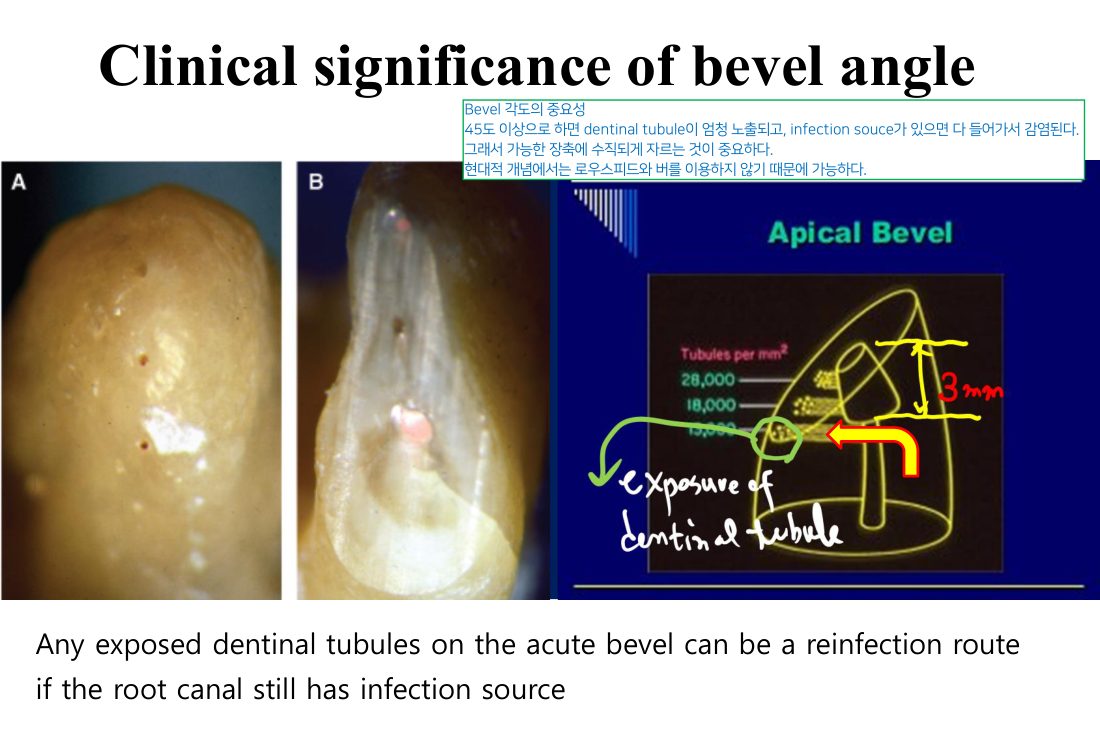 Clinical significance of bevel angle
Bevel 각도의 중요성
45도 이상으로 하면 dentinal tubule이 엄청 노출되고, infection souce가 있으면 다 들어가서 감염된다.
그래서 가능한 장축에 수직되게 자르는 것이 중요하다.
현대적 개념에서는 로우스피드와 버를 이용하지 않기 때문에 가능하다.
A
B
Apical Bevel
Tubules per mm²
28,000
18,000
13,000
3mm
exposure of
dentinal tubule
Any exposed dentinal tubules on the acute bevel can be a reinfection route
if the root canal still has infection source